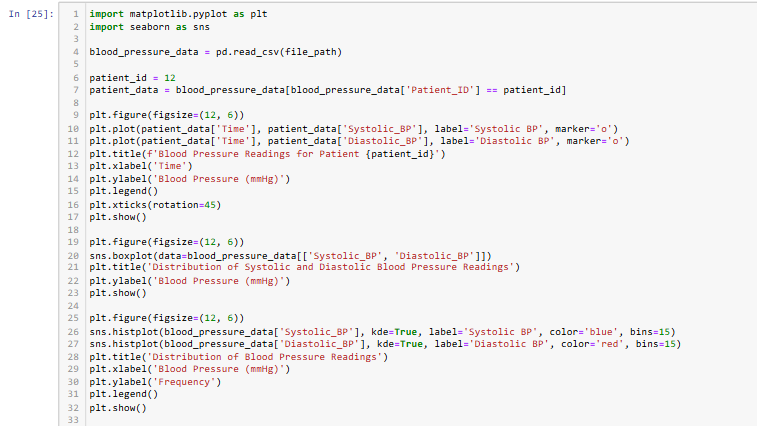 In [25]:
1 import matplotlib.pyplot as plt
2 import seaborn as sns
3
4 blood_pressure_data = pd.read_csv(file_path)
5
6 patient_id = 12
7 patient_data = blood_pressure_data[blood_pressure_data['Patient_ID'] == patient_id]
8
9 plt.figure(figsize=(12, 6))
10 plt.plot(patient_data['Time'], patient_data['Systolic_BP'], label='Systolic BP', marker='o')
11 plt.plot(patient_data['Time'], patient_data['Diastolic_BP'], label='Diastolic BP', marker='o')
12 plt.title(f'Blood Pressure Readings for Patient {patient_id}')
13 plt.xlabel('Time')
14 plt.ylabel('Blood Pressure (mmHg)')
15 plt.legend()
16 plt.xticks(rotation=45)
17 plt.show()
18
19 plt.figure(figsize=(12, 6))
20 sns.boxplot(data=blood_pressure_data[['Systolic_BP', 'Diastolic_BP']])
21 plt.title('Distribution of Systolic and Diastolic Blood Pressure Readings')
22 plt.ylabel('Blood Pressure (mmHg)')
23 plt.show()
24
25 plt.figure(figsize=(12, 6))
26 sns.histplot(blood_pressure_data['Systolic_BP'], kde=True, label='Systolic BP', color='blue', bins=15)
27 sns.histplot(blood_pressure_data['Diastolic_BP'], kde=True, label='Diastolic BP', color='red', bins=15)
28 plt.title('Distribution of Blood Pressure Readings')
29 plt.xlabel('Blood Pressure (mmHg)')
30 plt.ylabel('Frequency')
31 plt.legend()
32 plt.show()
33